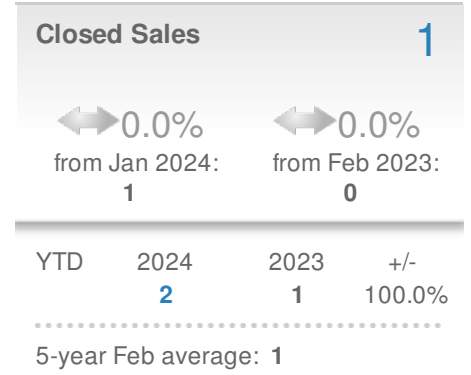 Closed Sales 1
0.0% 0.0%
from Jan 2024: from Feb 2023:
1 0
YTD 2024 2023 +/-
2 1 100.0%
5-year Feb average: 1